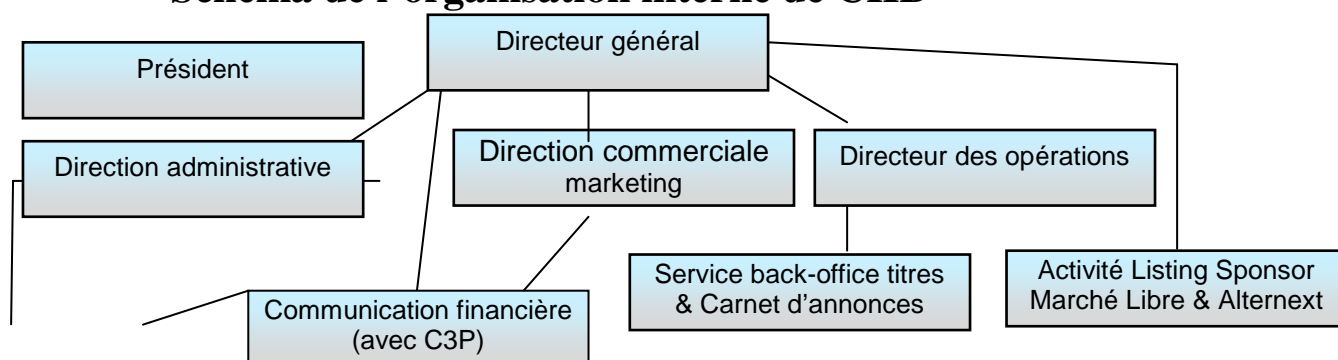 Directeur général
Président
Direction administrative
Direction commerciale
marketing
Directeur des opérations
Service back-office titres
& Carnet d'annonces
Activité Listing Sponsor
Marché Libre & Alternext
Communication financière
(avec C3P)